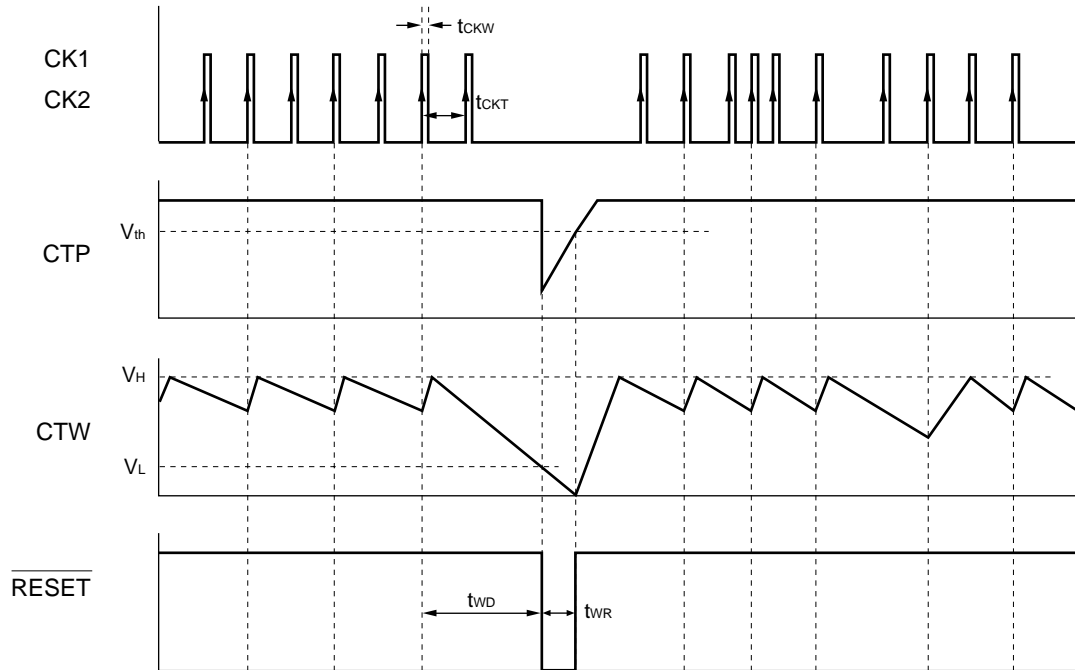 tCKW
CK1
CK2
tCKT
Vth
CTP
VH
CTW
VL
RESET
tWD
tWR